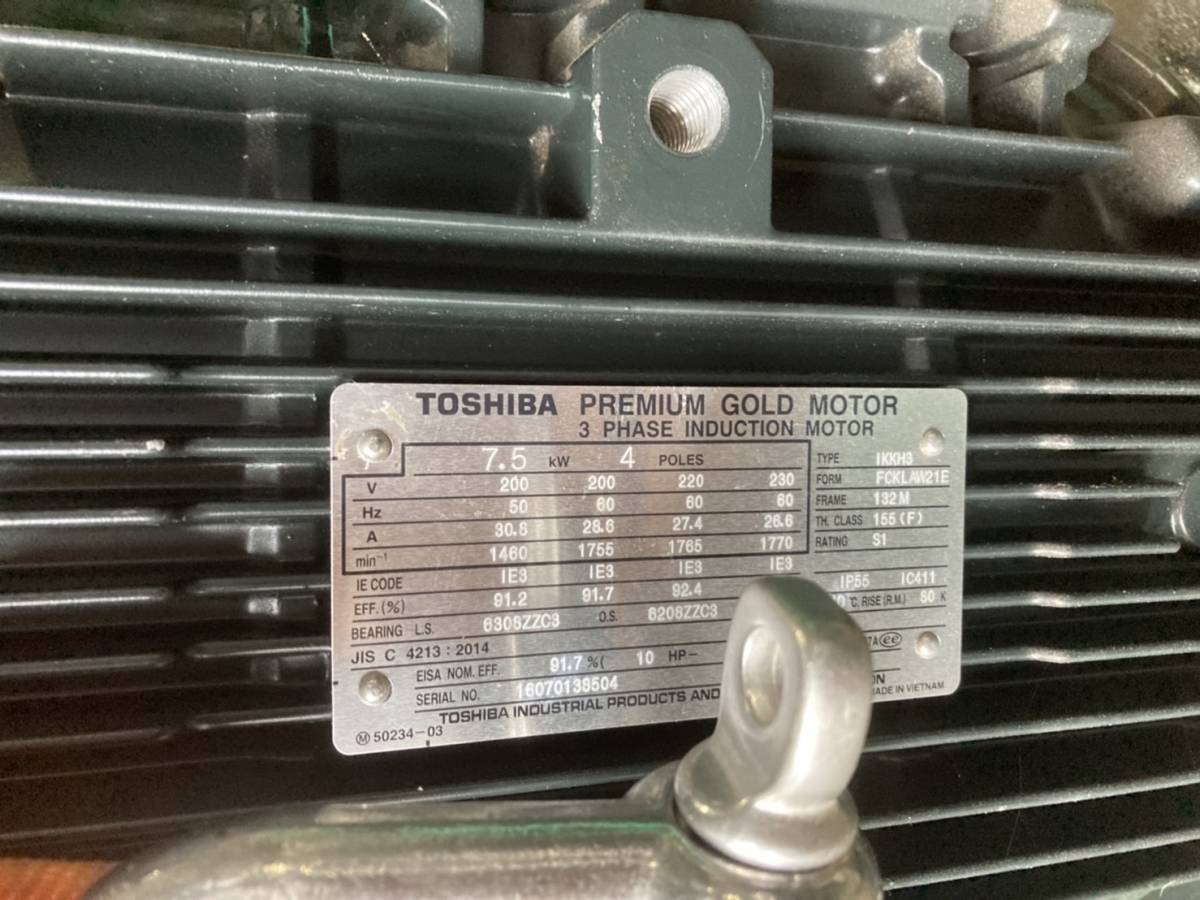 TOSHIBA PREMIUM GOLD MOTOR
3 PHASE INDUCTION MOTOR
7.5 kW 4 POLES
V 200 200 220 230
Hz 50 60 60 60
A 30.8 28.6 27.4 26.6
min⁻¹ 1460 1755 1765 1770
IE CODE IE3 IE3 IE3 IE3
EFF.(%) 91.2 91.7 92.4
BEARING L.S. 6308ZZC3 O.S. 6208ZZC3
JIS C 4213 : 2014
EISA NOM. EFF. 91.7 %( 10 HP-
SERIAL NO. 16070138504
TOSHIBA INDUSTRIAL PRODUCTS AND
Ⓜ 50234-03
TYPE IKKH3
FORM FCKLAW21E
FRAME 132M
TH. CLASS 155 (F)
RATING S1
IP55 IC411
°C. RISE (R.M.) 80 K
7A ee
ON
MADE IN VIETNAM